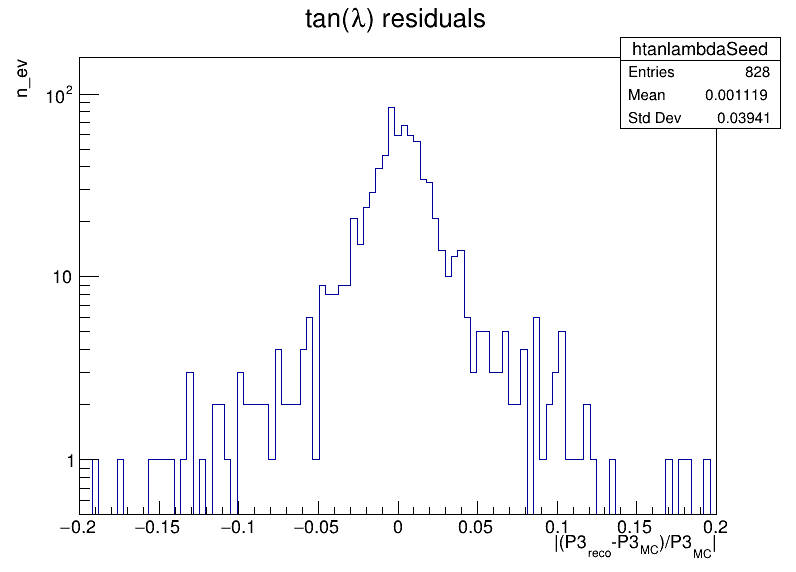 tan(λ) residuals
n_ev
htanlambdaSeed
Entries 828
Mean 0.001119
Std Dev 0.03941
10²
10
1
−0.2 −0.15 −0.1 −0.05 0 0.05 0.1 0.15 0.2
|(P3reco-P3MC)/P3MC|